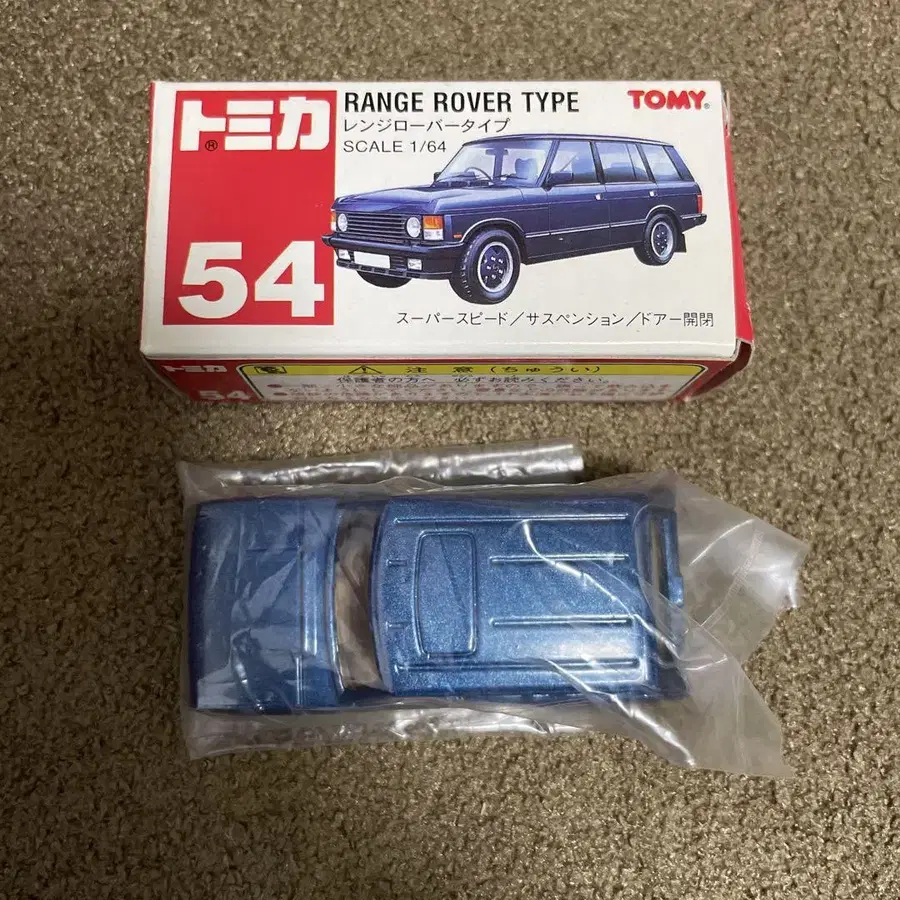 トミカ®
54
RANGE ROVER TYPE
レンジローバータイプ
SCALE 1/64
TOMY®
スーパースピード/サスペンション/ドアー開閉
トミカ
54
⚠ 注意(ちゅうい)
保護者の方へ 必ずお読みください。